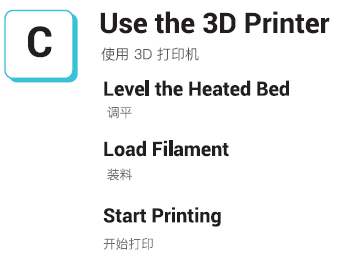 C
Use the 3D Printer
使用 3D 打印机
Level the Heated Bed
调平
Load Filament
装料
Start Printing
开始打印